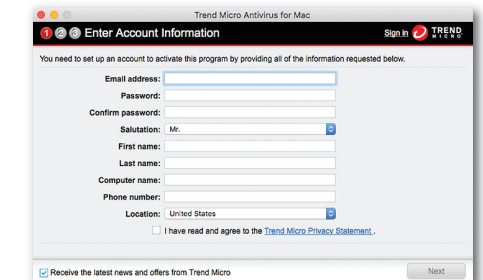 Trend Micro Antivirus for Mac
1 2 3 Enter Account Information
Sign in TREND MICRO
You need to set up an account to activate this program by providing all of the information requested below.
Email address:
Password:
Confirm password:
Salutation: Mr.
First name:
Last name:
Computer name:
Phone number:
Location: United States
I have read and agree to the Trend Micro Privacy Statement .
Receive the latest news and offers from Trend Micro
Next